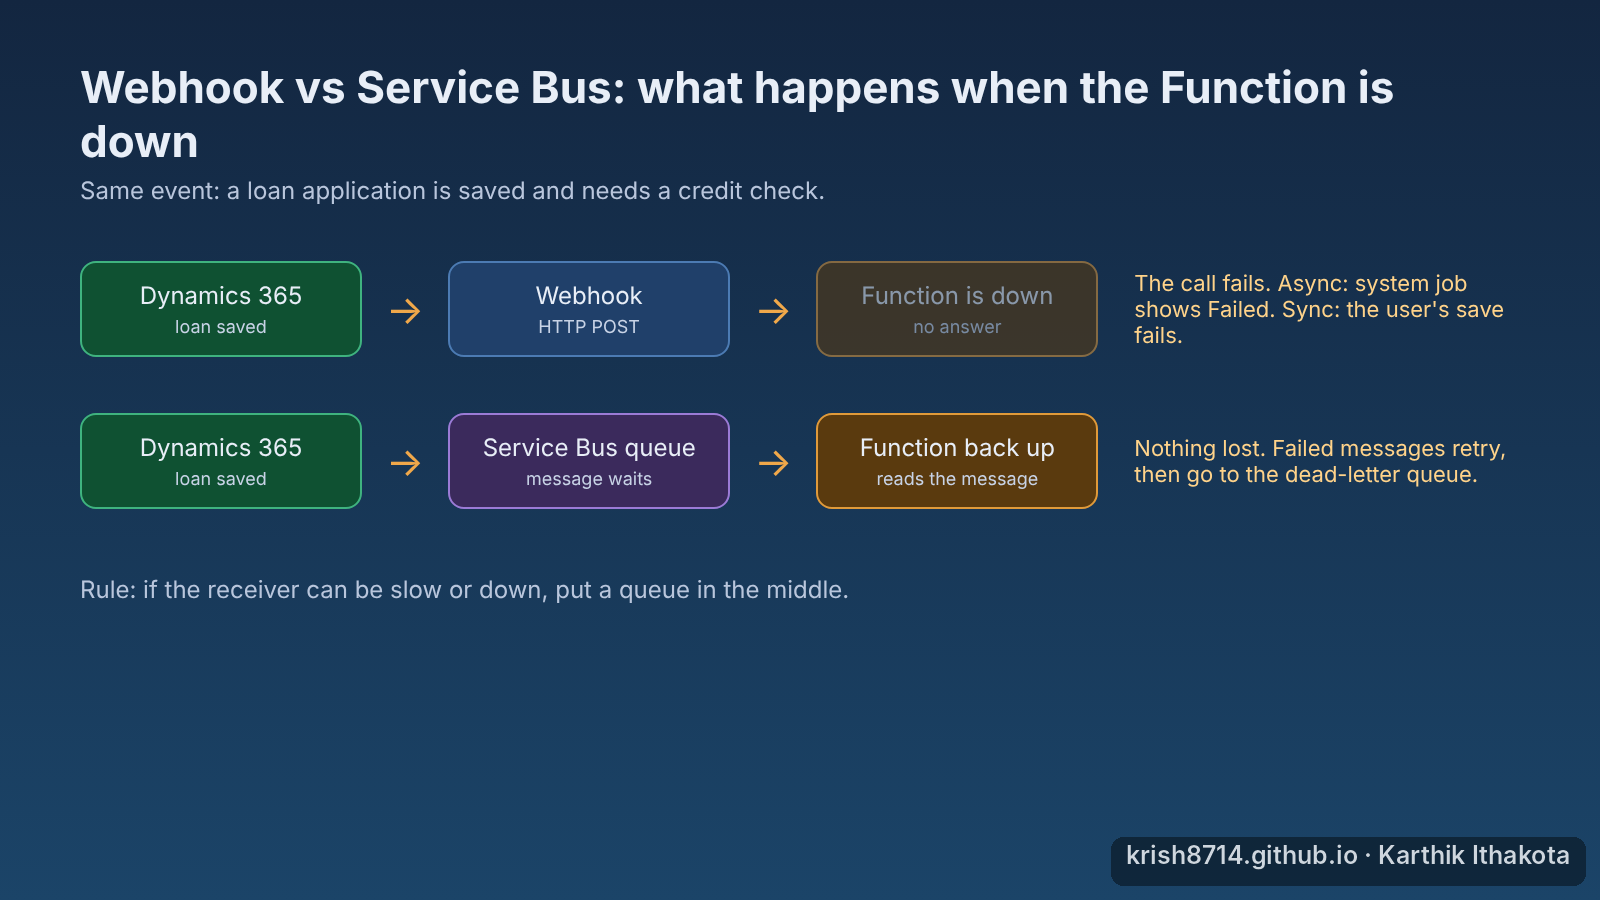 Webhook vs Service Bus: what happens when the Function is
down
Same event: a loan application is saved and needs a credit check.
Dynamics 365
loan saved
→
Webhook
HTTP POST
→
Function is down
no answer
The call fails. Async: system job
shows Failed. Sync: the user's save
fails.
Dynamics 365
loan saved
→
Service Bus queue
message waits
→
Function back up
reads the message
Nothing lost. Failed messages retry,
then go to the dead-letter queue.
Rule: if the receiver can be slow or down, put a queue in the middle.
krish8714.github.io · Karthik Ithakota